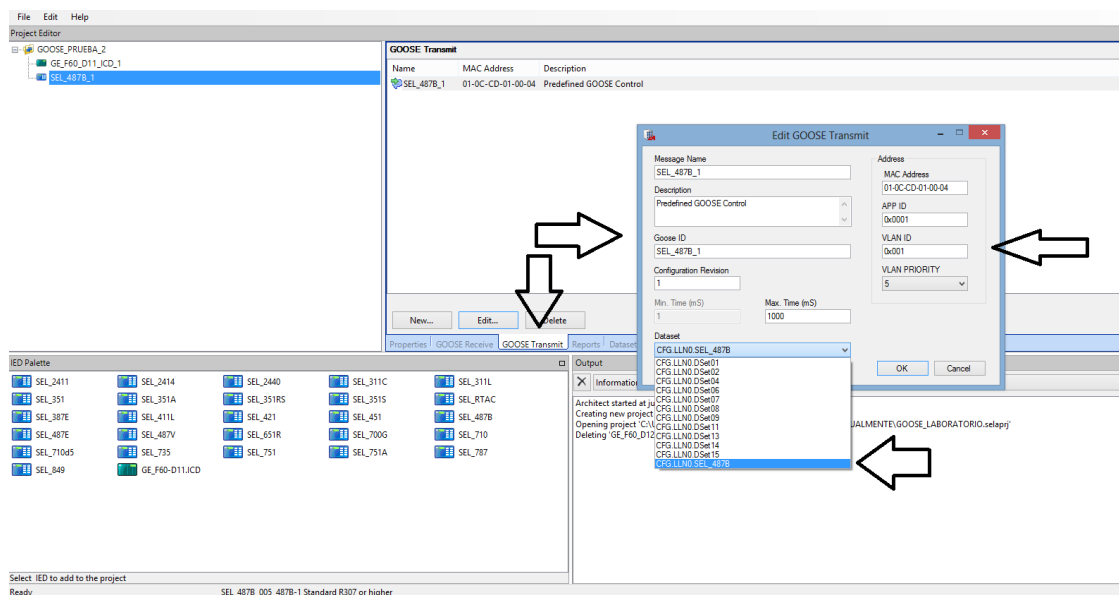 File Edit Help
Project Editor
GOOSE_PRUEBA_2
GE_F60_D11_ICD_1
SEL_487B_1
GOOSE Transmit
Name MAC Address Description
SEL_487B_1 01-0C-CD-01-00-04 Predefined GOOSE Control
New... Edit... Delete
Properties GOOSE Receive GOOSE Transmit Reports Dataset
Edit GOOSE Transmit
Message Name
SEL_487B_1
Description
Predefined GOOSE Control
Goose ID
SEL_487B_1
Configuration Revision
1
Min. Time (mS) Max. Time (mS)
1 1000
Dataset
CFG.LLN0.SEL_487B
CFG.LLN0.DSet01
CFG.LLN0.DSet02
CFG.LLN0.DSet04
CFG.LLN0.DSet06
CFG.LLN0.DSet07
CFG.LLN0.DSet08
CFG.LLN0.DSet09
CFG.LLN0.DSet11
CFG.LLN0.DSet13
CFG.LLN0.DSet14
CFG.LLN0.DSet15
CFG.LLN0.SEL_487B
Address
MAC Address
01-0C-CD-01-00-04
APP ID
0x0001
VLAN ID
0x001
VLAN PRIORITY
5
OK Cancel
IED Palette
SEL_2411 SEL_2414 SEL_2440 SEL_311C SEL_311L
SEL_351 SEL_351A SEL_351RS SEL_351S SEL_RTAC
SEL_387E SEL_411L SEL_421 SEL_451 SEL_487B
SEL_487E SEL_487V SEL_651R SEL_700G SEL_710
SEL_710d5 SEL_735 SEL_751 SEL_751A SEL_787
SEL_849 GE_F60-D11.ICD
Select IED to add to the project
Output
Information
Architect started at ju
Creating new project
Opening project 'C:\U UALMENTE\GOOSE_LABORATORIO.selaprj'
Deleting 'GE_F60_D12
Ready SEL_487B 005 487B-1 Standard R307 or higher